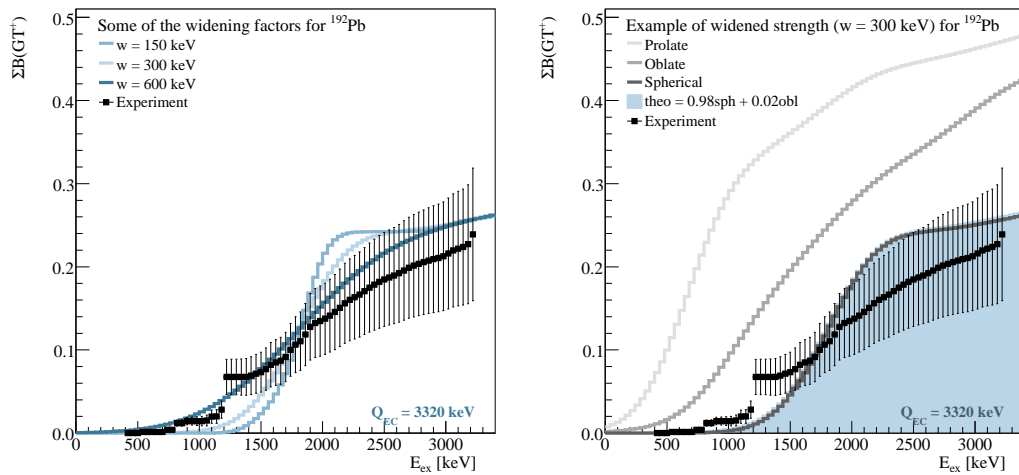 Some of the widening factors for ¹⁹²Pb
w = 150 keV
w = 300 keV
w = 600 keV
Experiment
ΣB(GT⁺)
0.5
0.4
0.3
0.2
0.1
0.0
Q_EC = 3320 keV
0 500 1000 1500 2000 2500 3000
E_ex [keV]
Example of widened strength (w = 300 keV) for ¹⁹²Pb
Prolate
Oblate
Spherical
theo = 0.98sph + 0.02obl
Experiment
ΣB(GT⁺)
0.5
0.4
0.3
0.2
0.1
0.0
Q_EC = 3320 keV
0 500 1000 1500 2000 2500 3000
E_ex [keV]